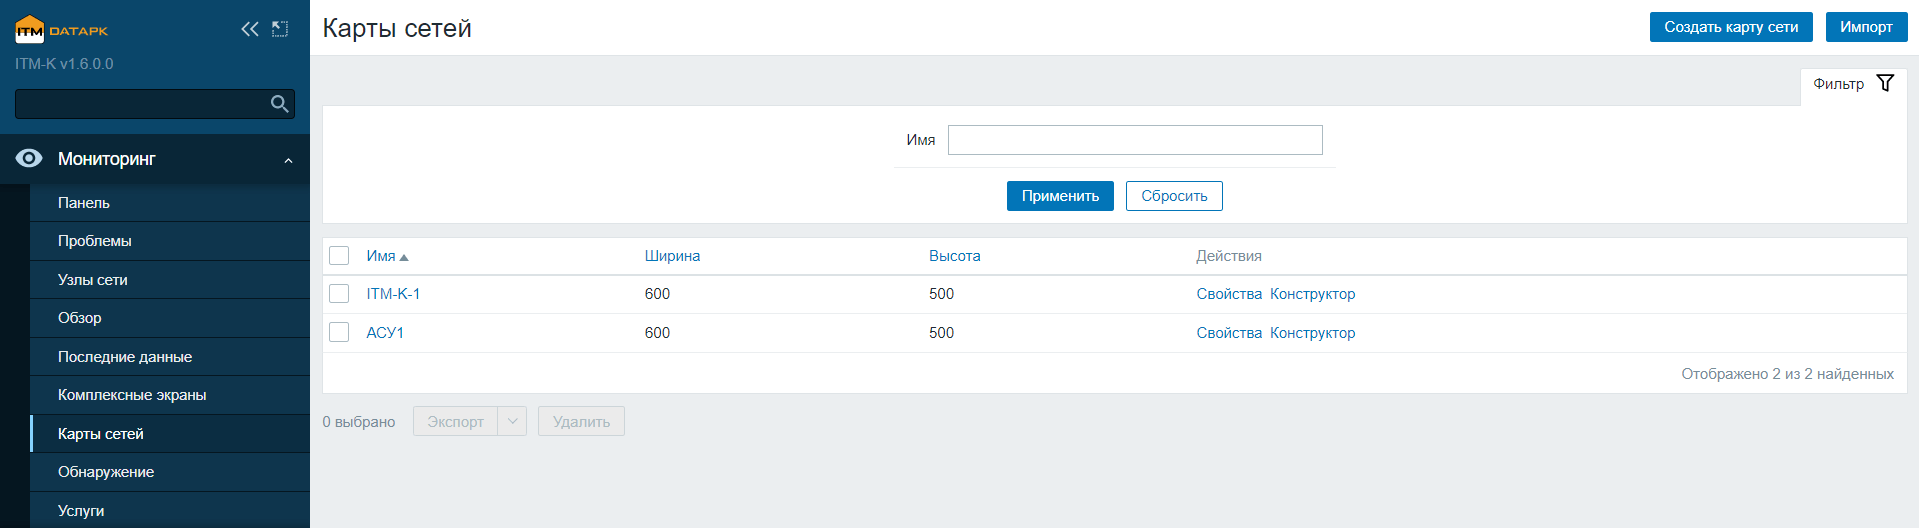 ITM DATAPK
ITM-K v1.6.0.0
Мониторинг
Панель
Проблемы
Узлы сети
Обзор
Последние данные
Комплексные экраны
Карты сетей
Обнаружение
Услуги
Карты сетей
Создать карту сети Импорт
Фильтр
Имя
Применить Сбросить
Имя Ширина Высота Действия
ITM-K-1 600 500 Свойства Конструктор
АСУ1 600 500 Свойства Конструктор
Отображено 2 из 2 найденных
0 выбрано Экспорт Удалить